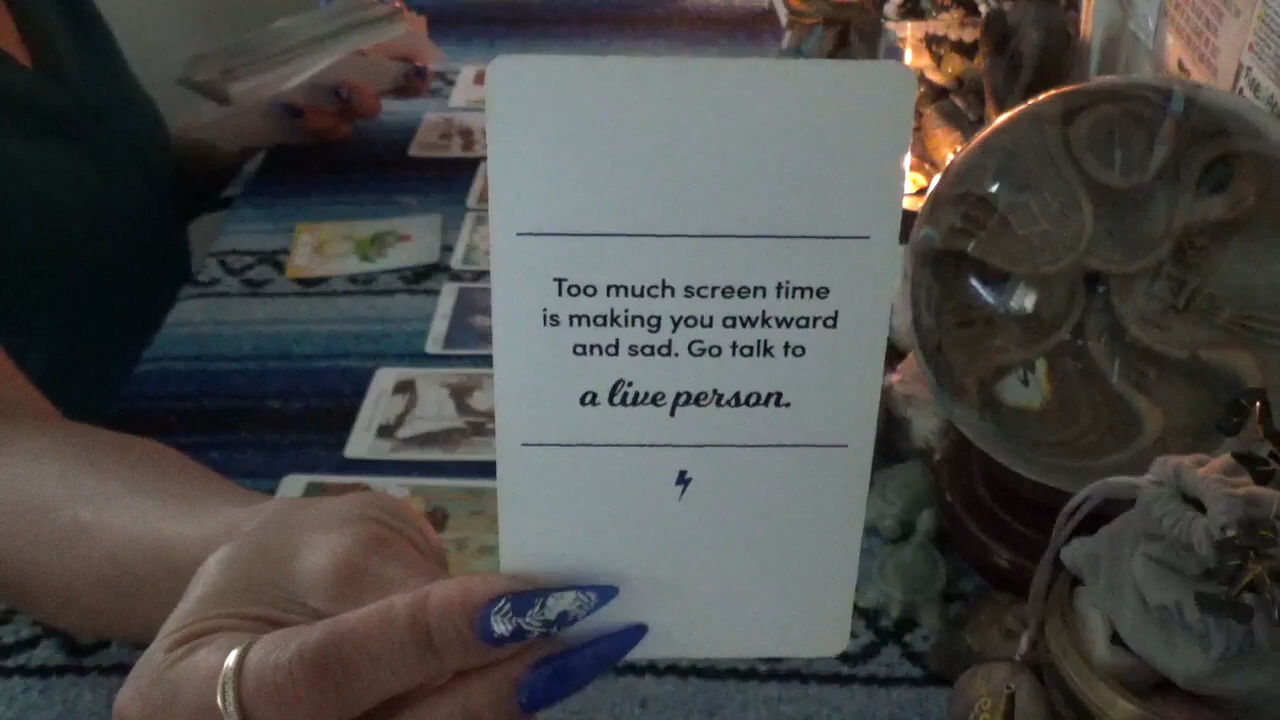 Too much screen time
is making you awkward
and sad. Go talk to
a live person.